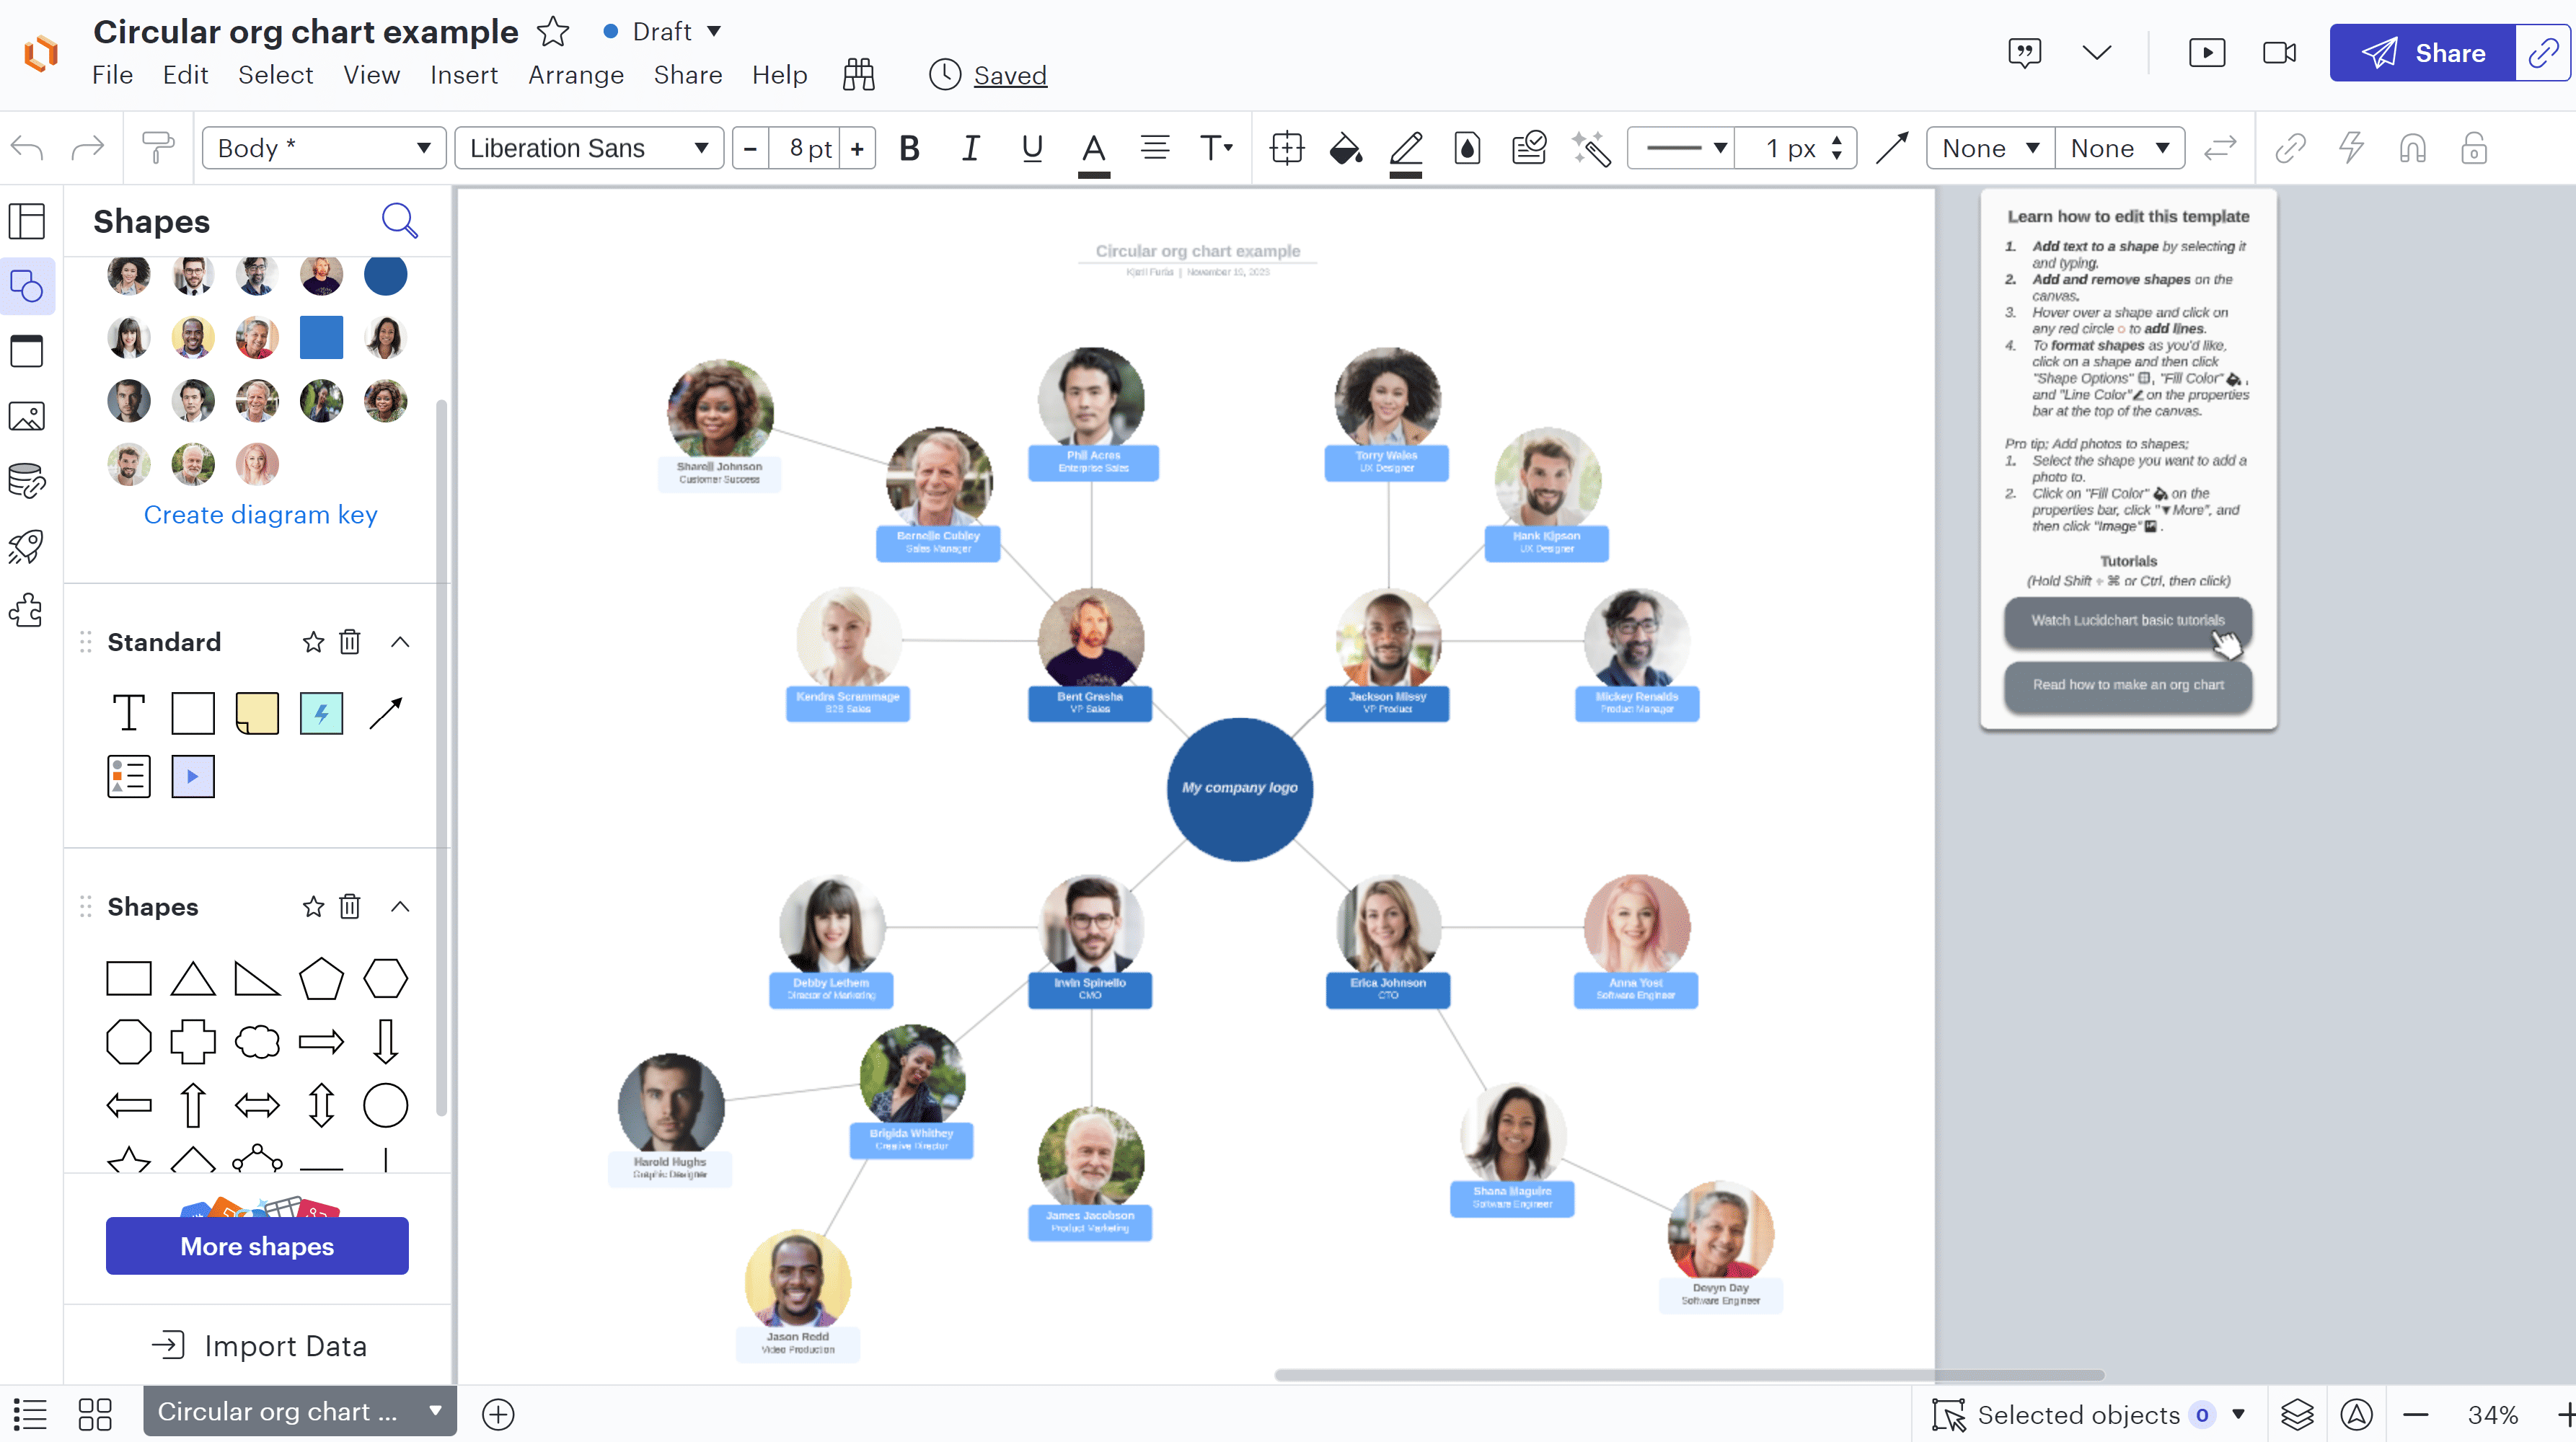 Circular org chart example
Draft
File Edit Select View Insert Arrange Share Help
Saved
Share
Body *
Liberation Sans
8 pt
B I U A T
1 px
None
None
Shapes
Create diagram key
Standard
T
Shapes
More shapes
Import Data
Circular org chart example
November 19, 2023
Sharell Johnson
Customer Success
Bernelle Cubley
Sales Manager
Phil Acres
Enterprise Sales
Torry Weles
UX Designer
Hank Kipson
UX Designer
Kendra Scrammage
B2B Sales
Bent Grasha
VP Sales
Jackson Missy
VP Product
Mickey Renalds
Product Manager
My company logo
Debby Lethem
Director of Marketing
Irwin Spinello
CMO
Erica Johnson
CTO
Anna Yost
Software Engineer
Harold Hughs
Graphic Designer
Brigida Whithey
Creative Director
James Jacobson
Product Marketing
Shana Maguire
Software Engineer
Devyn Day
Software Engineer
Jason Redd
Video Production
Learn how to edit this template
1. Add text to a shape by selecting it
and typing.
2. Add and remove shapes on the
canvas.
3. Hover over a shape and click on
any red circle to add lines.
4. To format shapes as you'd like,
click on a shape and then click
"Shape Options" , "Fill Color" ,
and "Line Color" on the properties
bar at the top of the canvas.
Pro tip: Add photos to shapes:
1. Select the shape you want to add a
photo to.
2. Click on "Fill Color" on the
properties bar, click "▼More", and
then click "Image" .
Tutorials
(Hold Shift + ⌘ or Ctrl, then click)
Watch Lucidchart basic tutorials
Read how to make an org chart
Circular org chart ...
Selected objects 0
34%